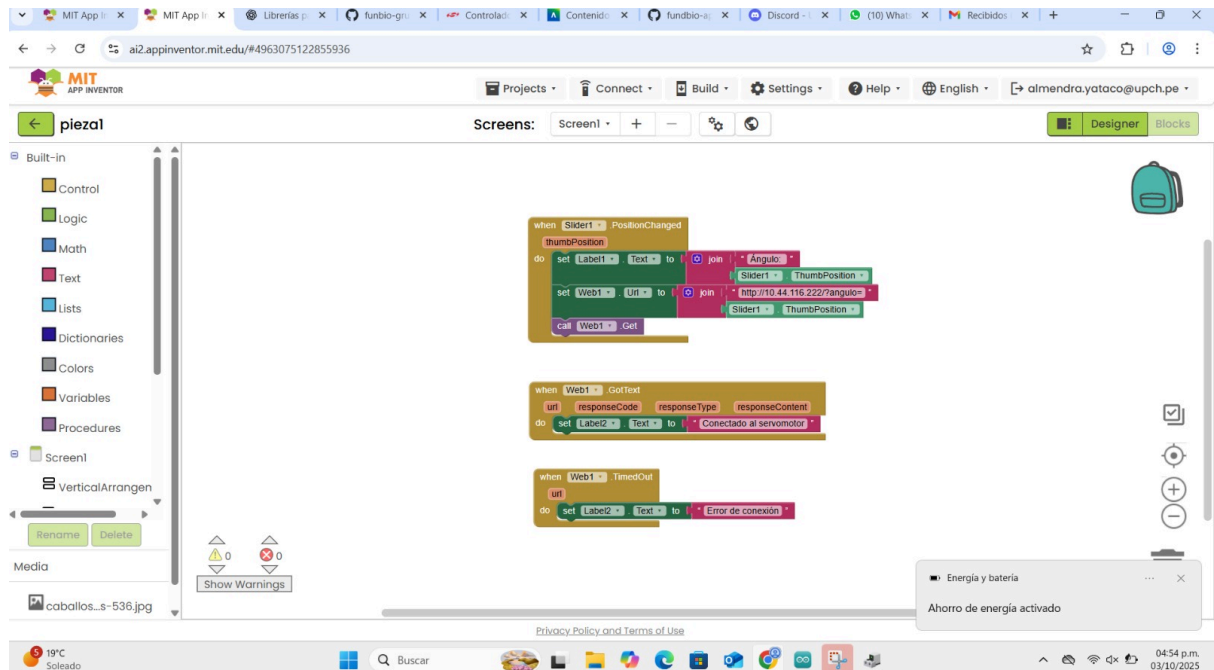 MIT App In
MIT App In
Librerías p
funbio-gru
Controlad
Contenido
fundbio-a
Discord -
(10) Whats
Recibidos
ai2.appinventor.mit.edu/#4963075122855936
MIT
APP INVENTOR
Projects
Connect
Build
Settings
Help
English
almendra.yataco@upch.pe
pieza1
Screens:
Screen1
Designer
Blocks
Built-in
Control
Logic
Math
Text
Lists
Dictionaries
Colors
Variables
Procedures
Screen1
VerticalArrangen
Rename
Delete
Media
caballos...s-536.jpg
when Slider1 .PositionChanged
thumbPosition
do set Label1 . Text to join " Ángulo: "
Slider1 . ThumbPosition
set Web1 . Url to join " http://10.44.116.222/?angulo= "
Slider1 . ThumbPosition
call Web1 .Get
when Web1 .GotText
url responseCode responseType responseContent
do set Label2 . Text to " Conectado al servomotor "
when Web1 .TimedOut
url
do set Label2 . Text to " Error de conexión "
0 0
Show Warnings
Energía y batería
Ahorro de energía activado
Privacy Policy and Terms of Use
5
19°C
Soleado
Buscar
04:54 p.m.
03/10/2025